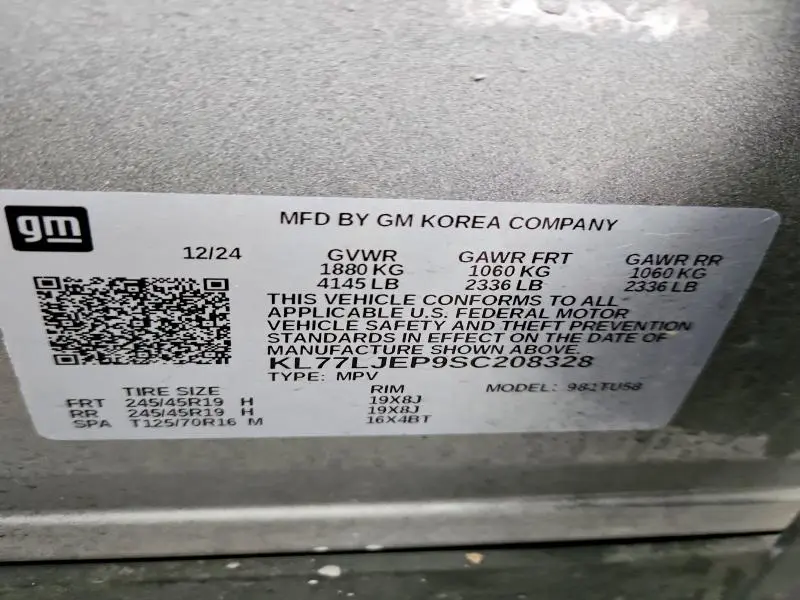 gm
MFD BY GM KOREA COMPANY
12/24 GVWR GAWR FRT GAWR RR
1880 KG 1060 KG 1060 KG
4145 LB 2336 LB 2336 LB
THIS VEHICLE CONFORMS TO ALL
APPLICABLE U.S. FEDERAL MOTOR
VEHICLE SAFETY AND THEFT PREVENTION
STANDARDS IN EFFECT ON THE DATE OF
MANUFACTURE SHOWN ABOVE.
KL77LJEP9SC208328
TYPE: MPV MODEL: 981TU58
TIRE SIZE RIM
FRT 245/45R19 H 19X8J
RR 245/45R19 H 19X8J
SPA T125/70R16 M 16X4BT